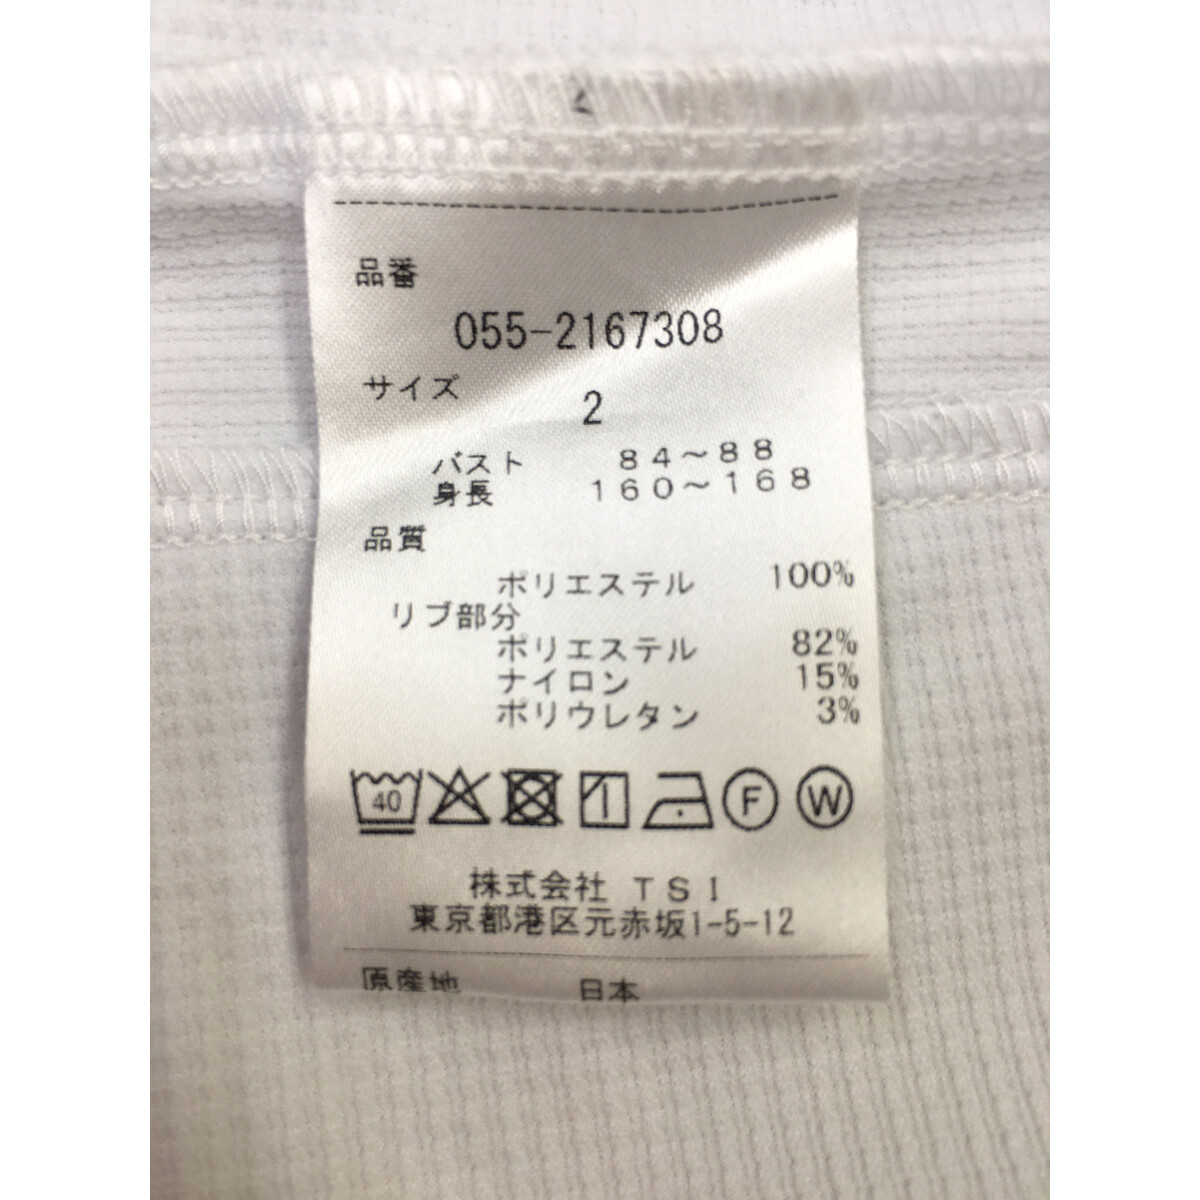 品番
055-2167308
サイズ
2
バスト 84～88
身長 160～168
品質
ポリエステル 100%
リブ部分
ポリエステル 82%
ナイロン 15%
ポリウレタン 3%
40 F W
株式会社 TSI
東京都港区元赤坂1-5-12
原産地 日本